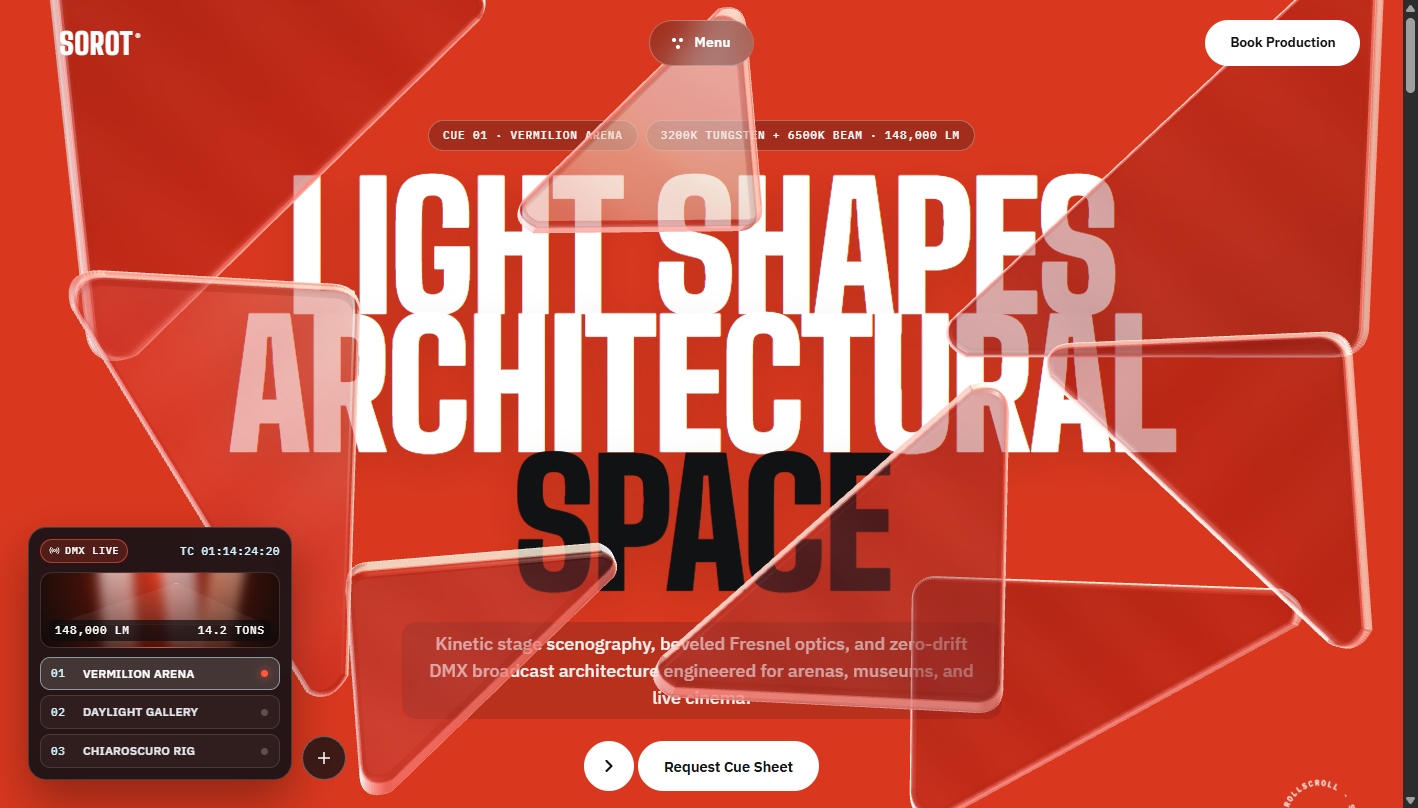 SOROT
Menu
Book Production
CUE 01 · VERMILION ARENA
3200K TUNGSTEN + 6500K BEAM · 148,000 LM
LIGHT SHAPES
ARCHITECTURAL
SPACE
Kinetic stage scenography, beveled Fresnel optics, and zero-drift
DMX broadcast architecture engineered for arenas, museums, and
live cinema.
Request Cue Sheet
DMX LIVE
TC 01:14:24:20
148,000 LM
14.2 TONS
01 VERMILION ARENA
02 DAYLIGHT GALLERY
03 CHIAROSCURO RIG
SCROLL ·